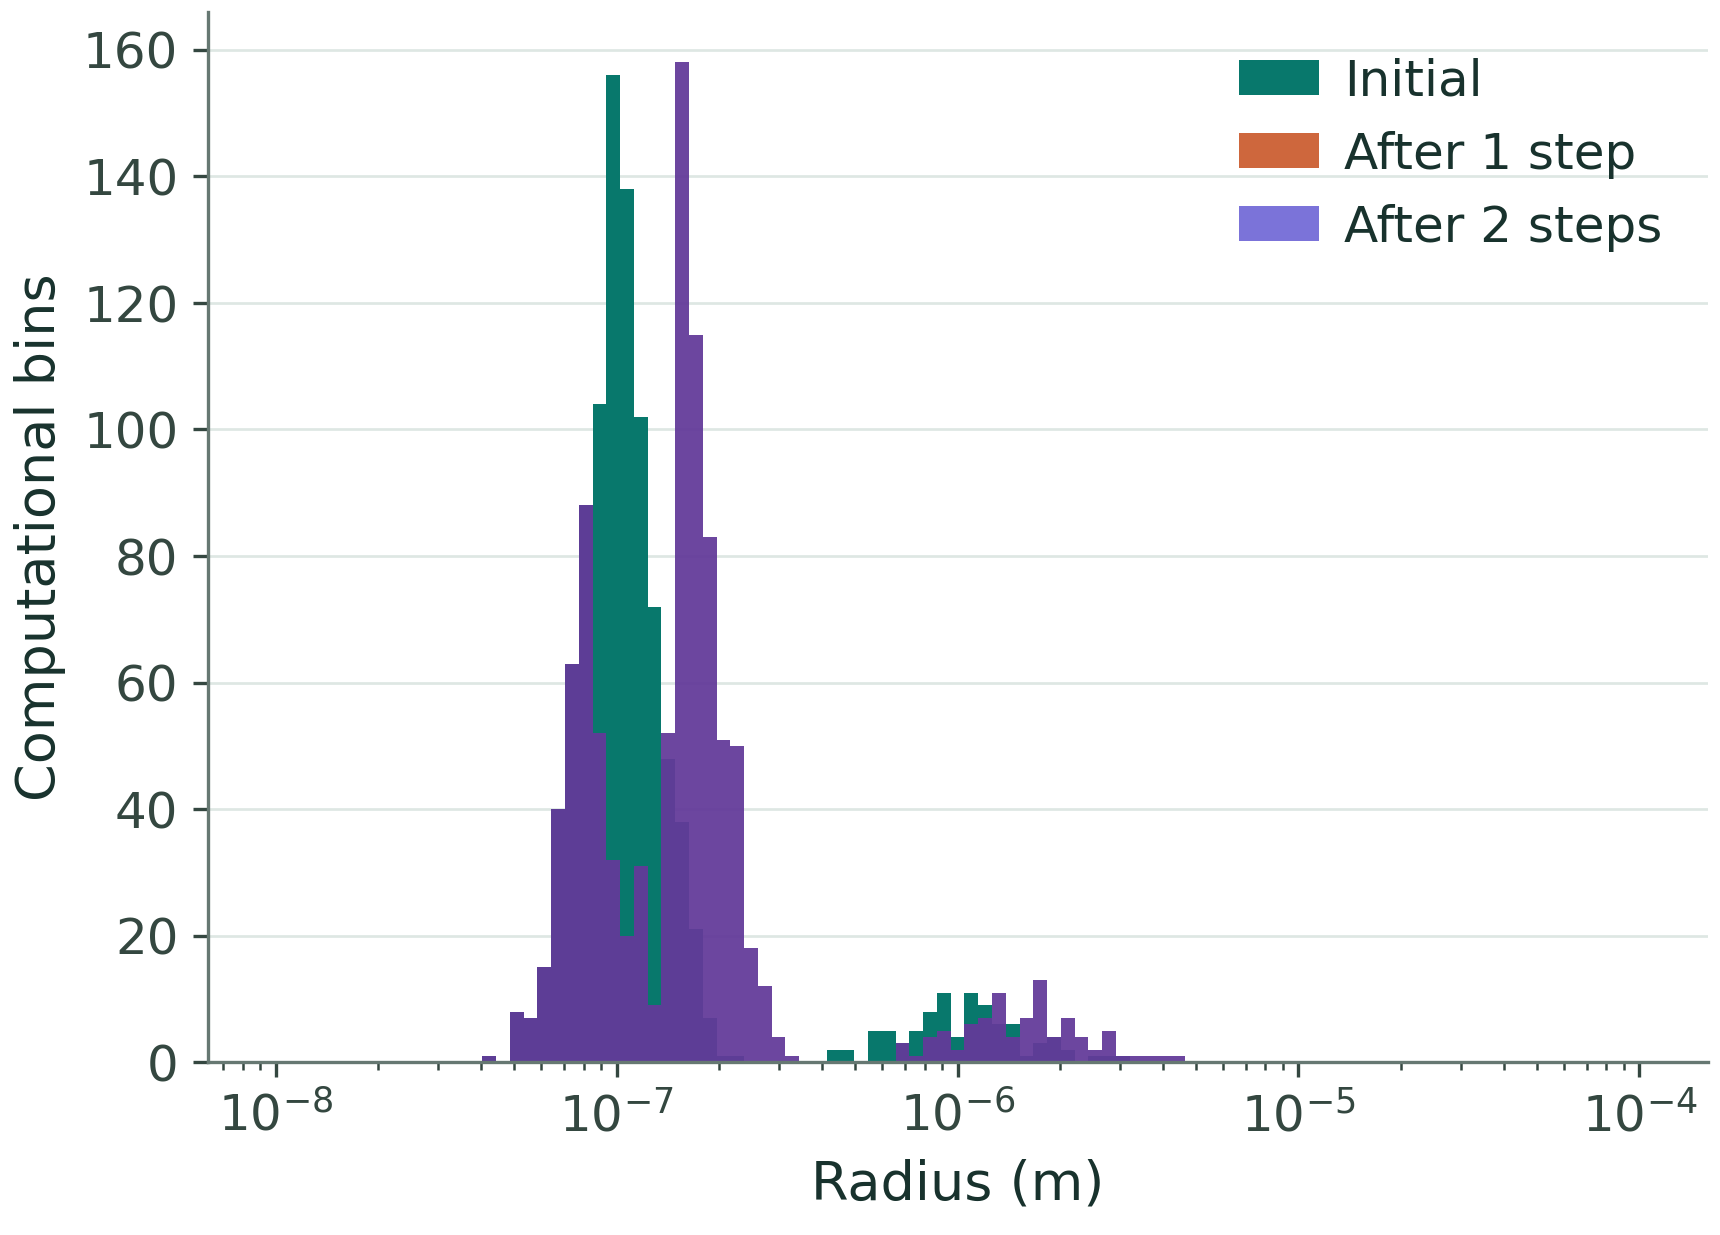 160
140
120
100
80
60
40
20
0
Computational bins
Initial
After 1 step
After 2 steps
10⁻⁸ 10⁻⁷ 10⁻⁶ 10⁻⁵ 10⁻⁴
Radius (m)